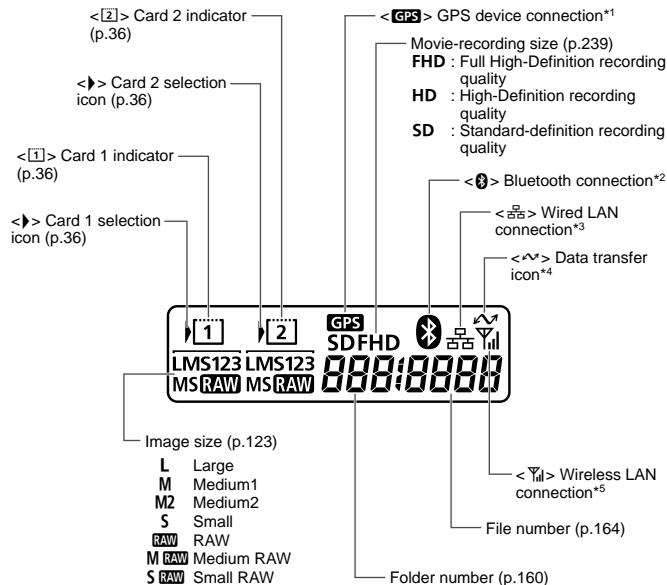 <2> Card 2 indicator
(p.36)
<> Card 2 selection
icon (p.36)
<1> Card 1 indicator
(p.36)
<> Card 1 selection
icon (p.36)
<GPS> GPS device connection*1
Movie-recording size (p.239)
FHD : Full High-Definition recording
quality
HD : High-Definition recording
quality
SD : Standard-definition recording
quality
<> Bluetooth connection*2
<> Wired LAN
connection*3
<> Data transfer
icon*4
1 2 GPS
SDFHD
LMS123 LMS123
MS RAW MS RAW 888:8888
Image size (p.123)
L Large
M Medium1
M2 Medium2
S Small
RAW RAW
M RAW Medium RAW
S RAW Small RAW
<> Wireless LAN
connection*5
File number (p.164)
Folder number (p.160)